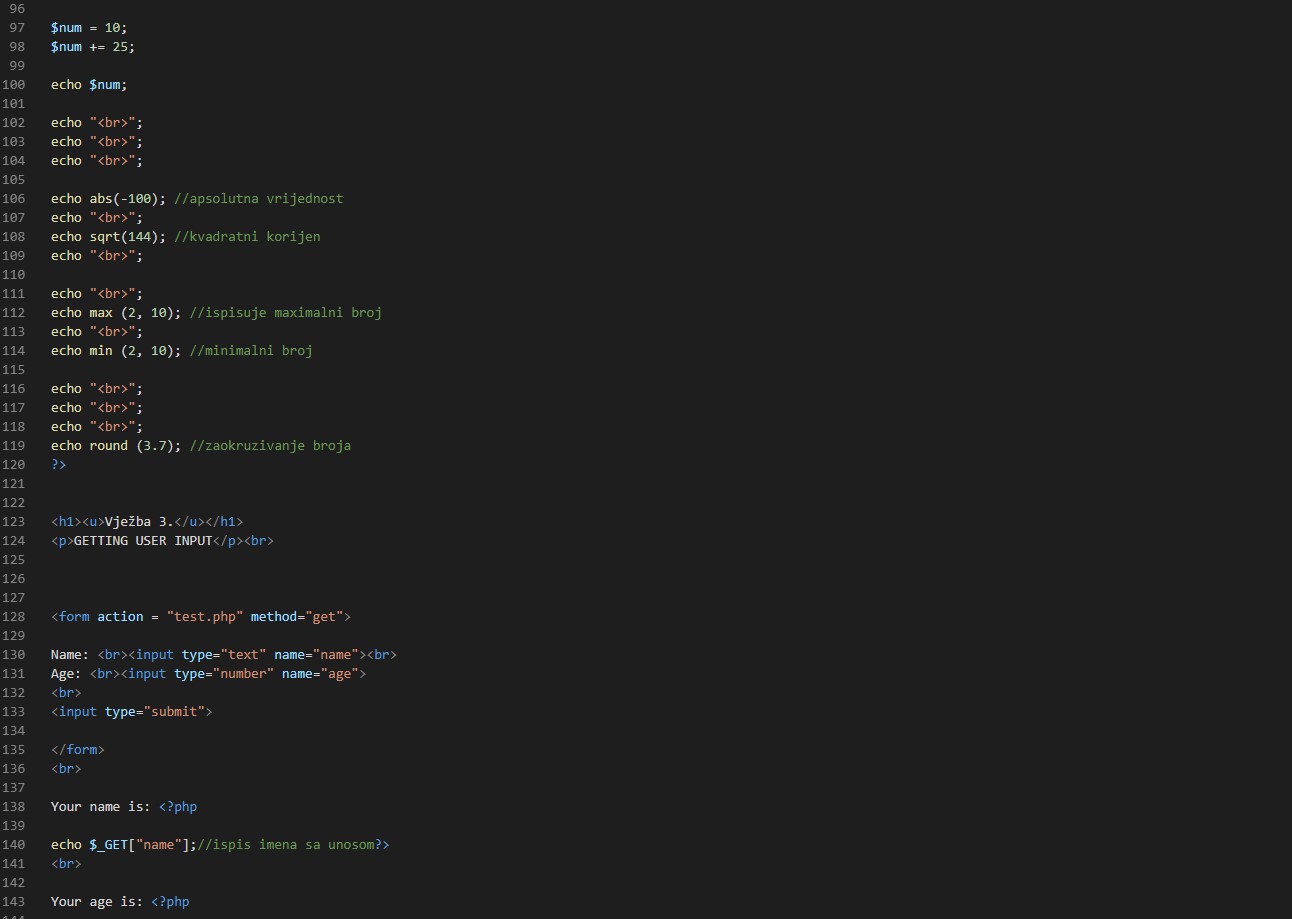 96
97 $num = 10;
98 $num += 25;
99
100 echo $num;
101
102 echo "<br>";
103 echo "<br>";
104 echo "<br>";
105
106 echo abs(-100); //apsolutna vrijednost
107 echo "<br>";
108 echo sqrt(144); //kvadratni korijen
109 echo "<br>";
110
111 echo "<br>";
112 echo max (2, 10); //ispisuje maximalni broj
113 echo "<br>";
114 echo min (2, 10); //minimalni broj
115
116 echo "<br>";
117 echo "<br>";
118 echo "<br>";
119 echo round (3.7); //zaokruzivanje broja
120 ?>
121
122
123 <h1><u>Vježba 3.</u></h1>
124 <p>GETTING USER INPUT</p><br>
125
126
127
128 <form action = "test.php" method="get">
129
130 Name: <br><input type="text" name="name"><br>
131 Age: <br><input type="number" name="age">
132 <br>
133 <input type="submit">
134
135 </form>
136 <br>
137
138 Your name is: <?php
139
140 echo $_GET["name"];//ispis imena sa unosom?>
141 <br>
142
143 Your age is: <?php